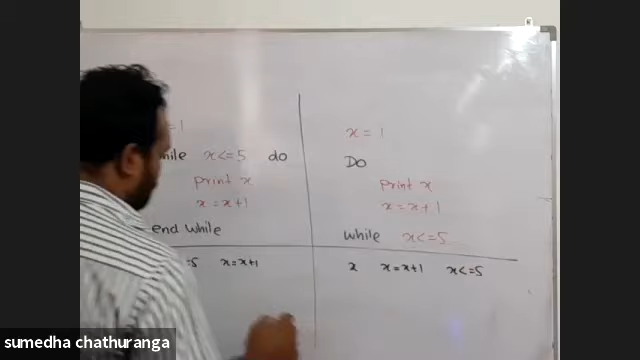 = 1
while x<=5 do
print x
x = x+1
end while
=5 x=x+1
x = 1
DO
print x
x = x+1
while x<=5
x x=x+1 x<=5
sumedha chathuranga